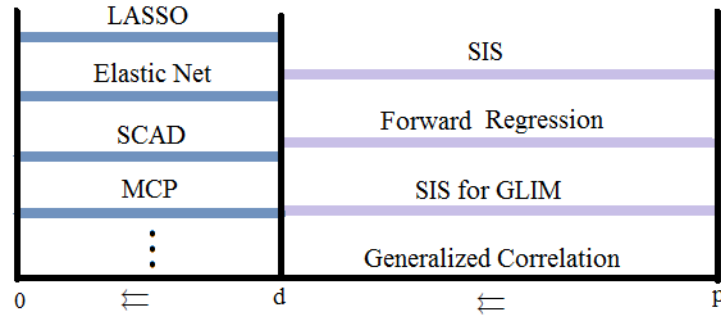 LASSO
SIS
Elastic Net
Forward Regression
SCAD
MCP
SIS for GLIM
Generalized Correlation
0
d
p